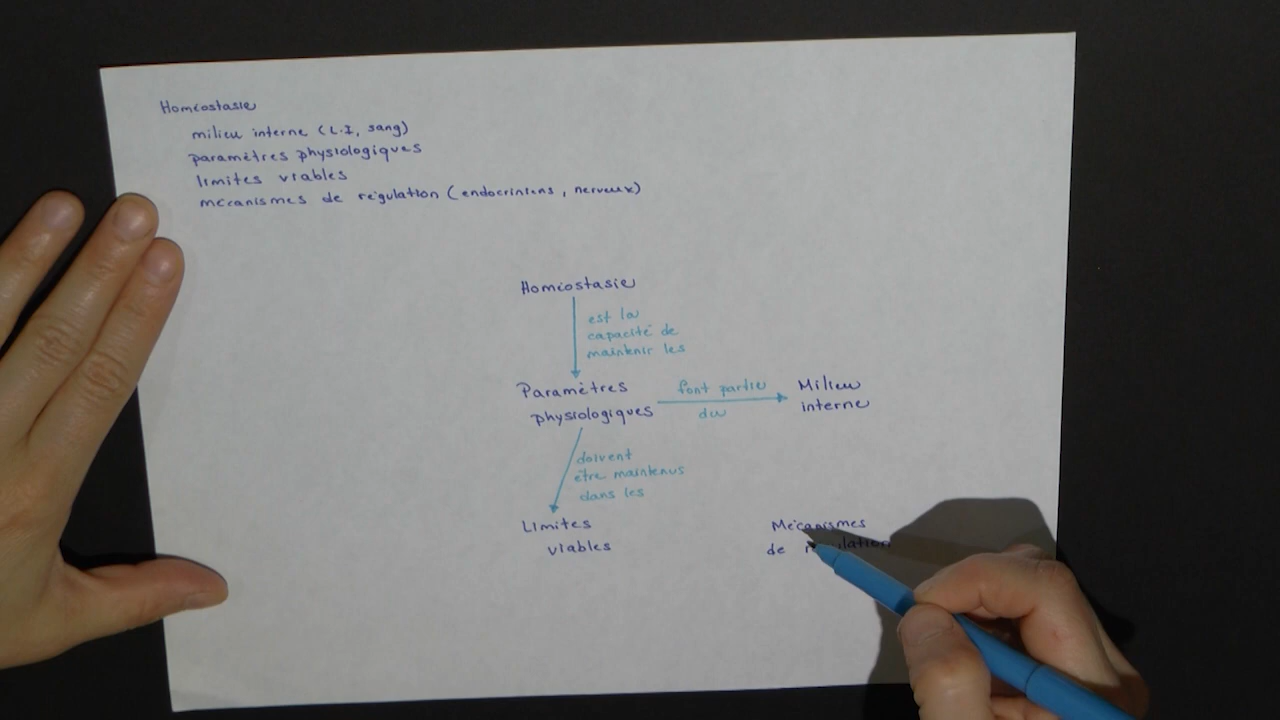 Homéostasie
milieu interne (L.I, sang)
paramètres physiologiques
limites viables
mécanismes de régulation (endocriniens, nerveux)
Homéostasie
est la
capacité de
maintenir les
Paramètres
physiologiques
font partie
du
Milieu
interne
doivent
être maintenus
dans les
Limites
viables
Mécanismes
de